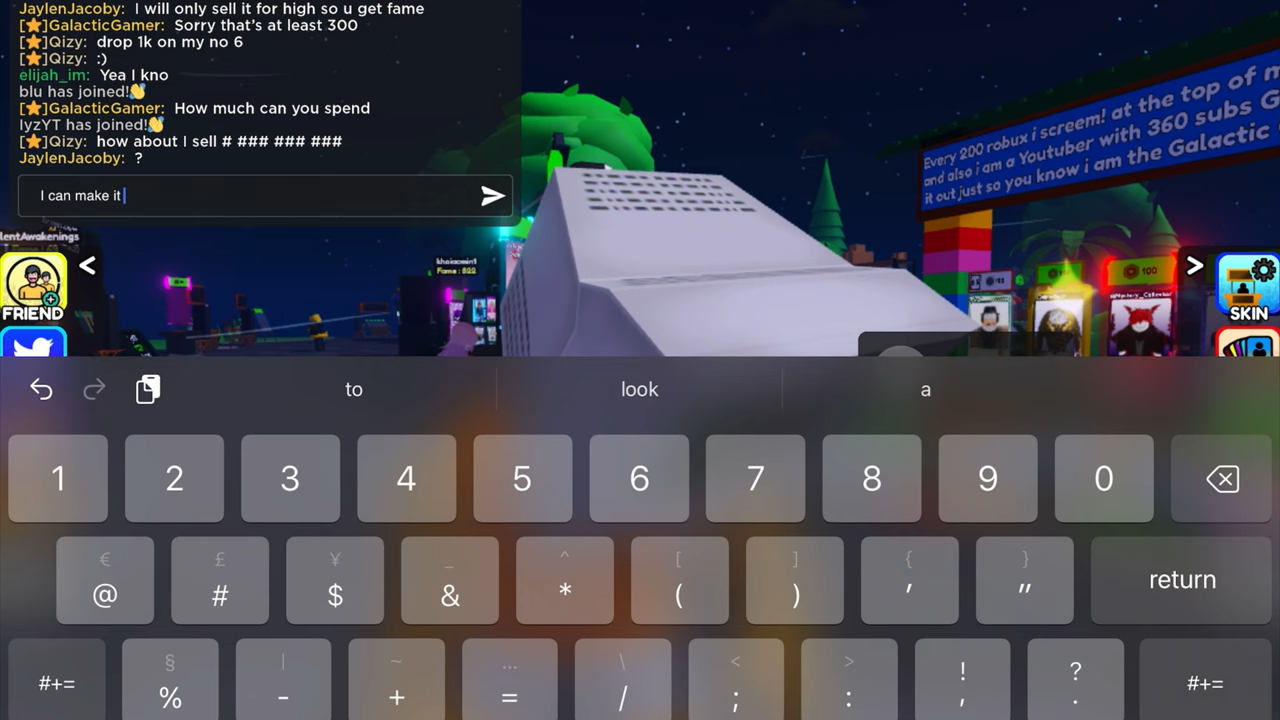 JaylenJacoby: I will only sell it for high so u get fame
[⭐]GalacticGamer: Sorry that's at least 300
[⭐]Qizy: drop 1k on my no 6
[⭐]Qizy: :)
elijah_im: Yea I kno
blu has joined!👋
[⭐]GalacticGamer: How much can you spend
IyzYT has joined!👋
[⭐]Qizy: how about I sell # ### ### ###
JaylenJacoby: ?
I can make it
Every 200 robux i screem! at the top of m
and also i am a Youtuber with 360 subs G
it out just so you know i am the Galactic
lentAwakenings
<
>
FRIEND
SKIN
100
to look a
1 2 3 4 5 6 7 8 9 0
€ £ ¥ _ ^ [ ] { }
@ # $ & * ( ) ' " return
§ | ~ … \ < > ! ?
#+= % - + = / ; : , . #+=